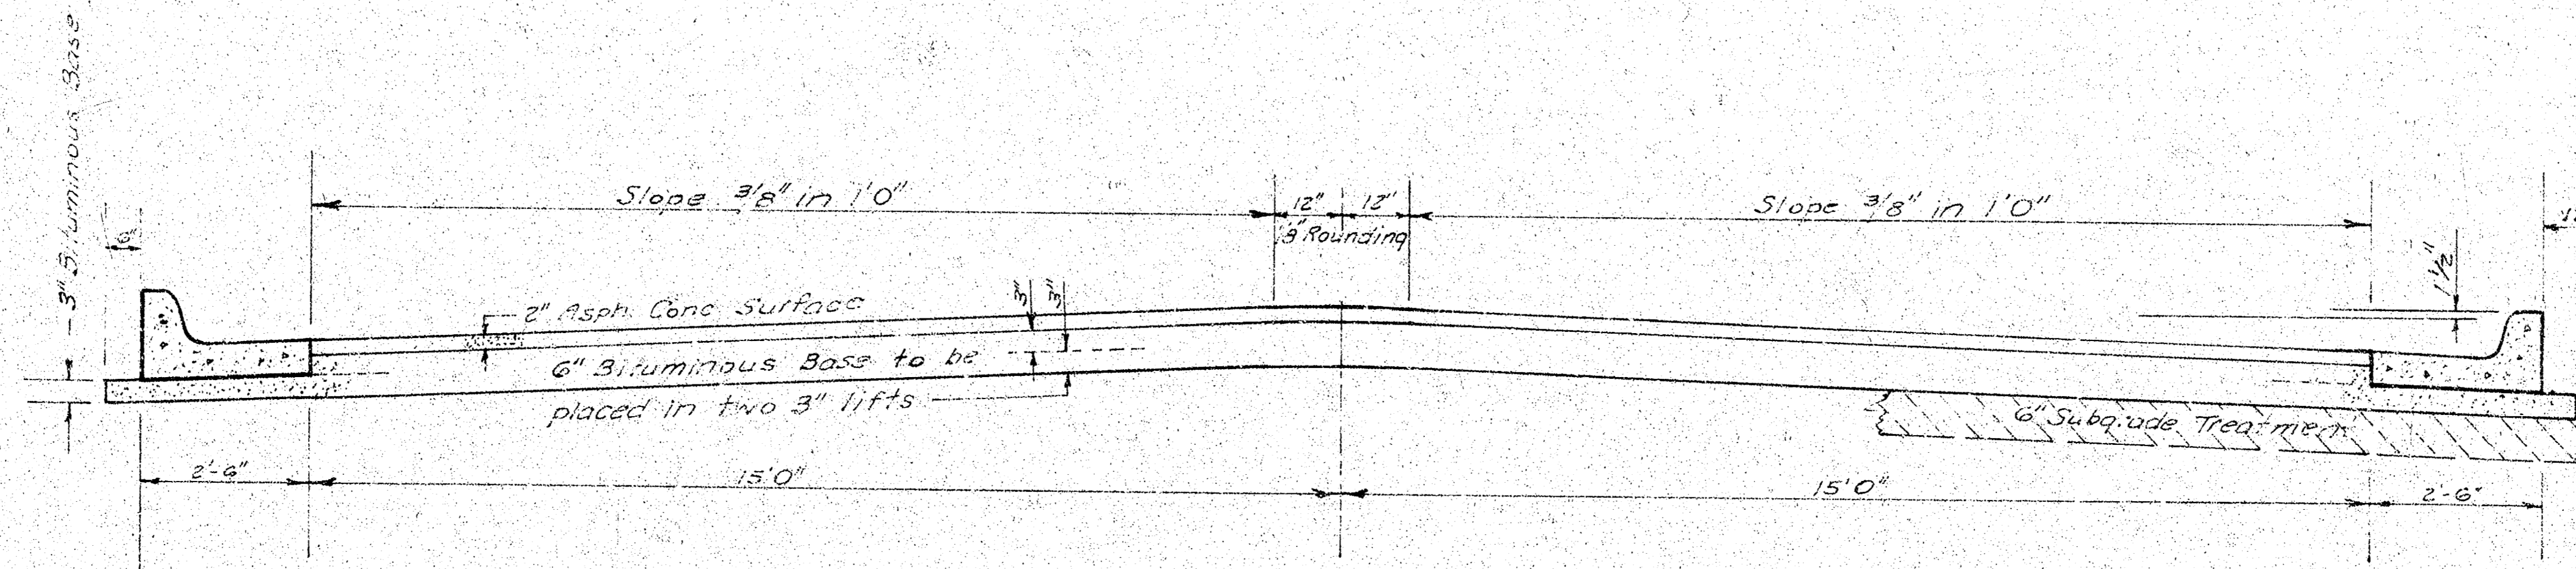 3" Bituminous Base
6"
Slope 3/8" in 1'0"
12" 12"
Rounding
Slope 3/8" in 1'0"
1 1/2"
2" Asph. Conc Surface
3" 3"
6" Bituminous Base to be
placed in two 3" lifts
6" Subgrade Treatment
2'-6"
15'0"
15'0"
2'-6"